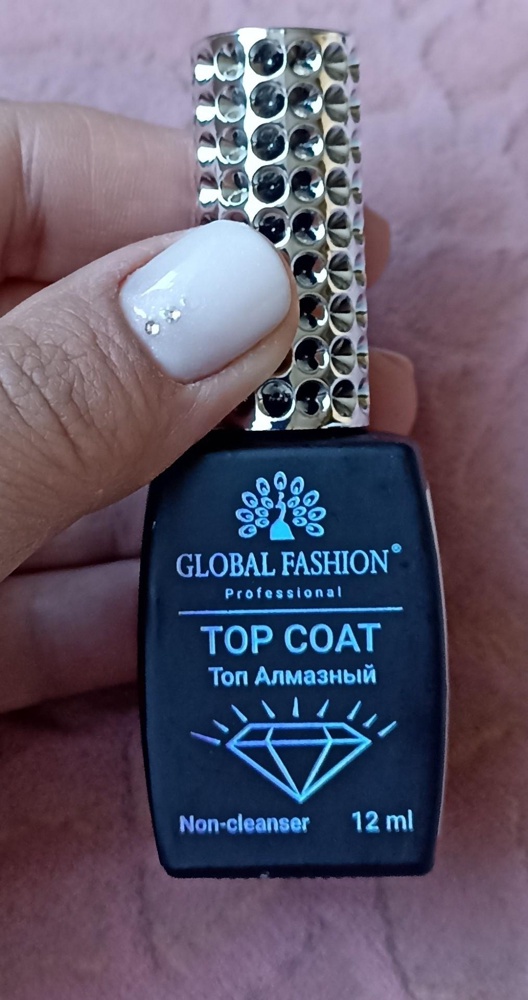 GLOBAL FASHION®
Professional
TOP COAT
Топ Алмазный
Non-cleanser 12 ml